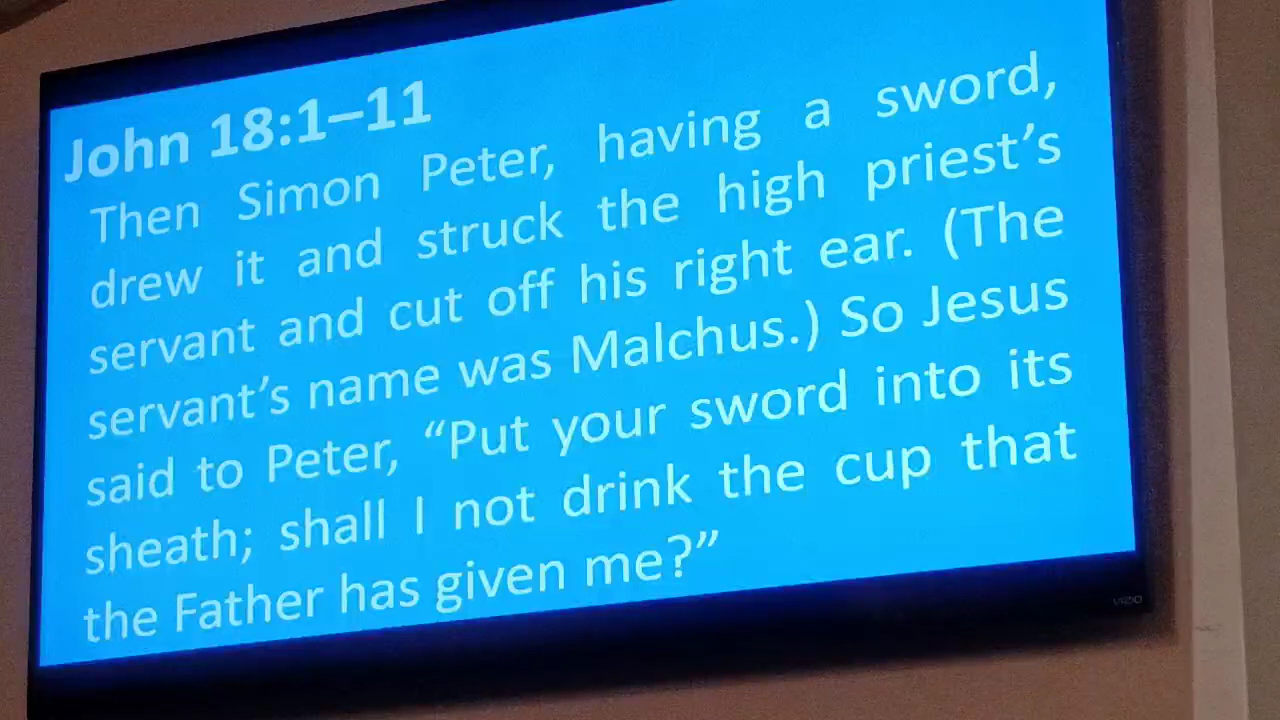 John 18:1–11
Then Simon Peter, having a sword,
drew it and struck the high priest’s
servant and cut off his right ear. (The
servant’s name was Malchus.) So Jesus
said to Peter, “Put your sword into its
sheath; shall I not drink the cup that
the Father has given me?”
VIZIO